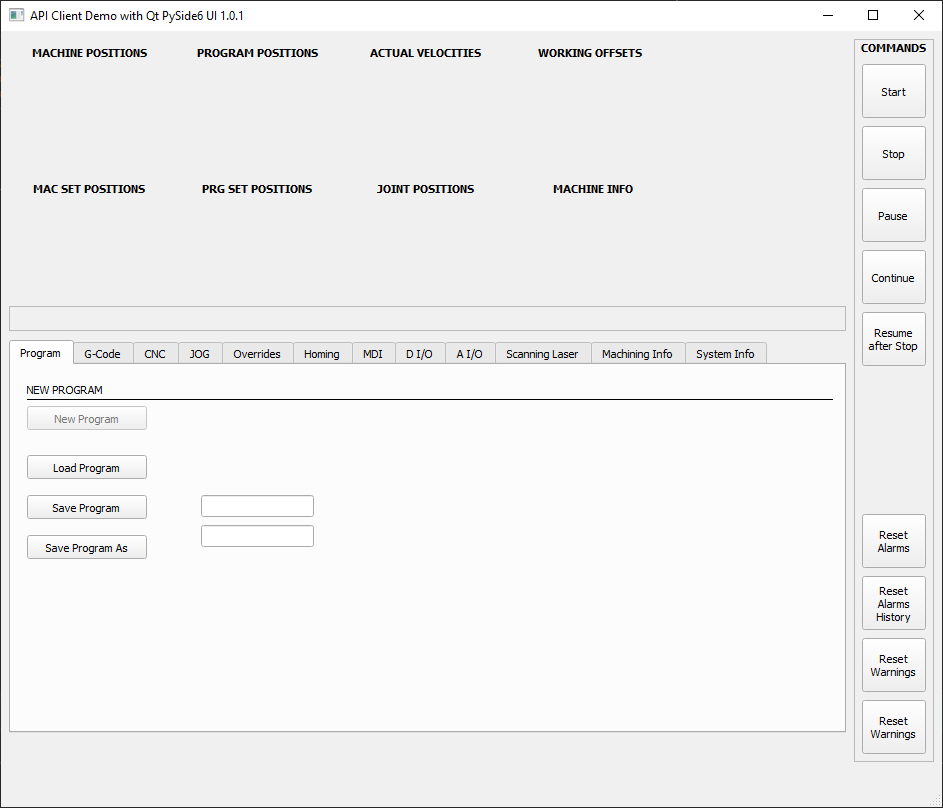 API Client Demo with Qt PySide6 UI 1.0.1
MACHINE POSITIONS PROGRAM POSITIONS ACTUAL VELOCITIES WORKING OFFSETS
MAC SET POSITIONS PRG SET POSITIONS JOINT POSITIONS MACHINE INFO
Program G-Code CNC JOG Overrides Homing MDI D I/O A I/O Scanning Laser Machining Info System Info
NEW PROGRAM
New Program
Load Program
Save Program
Save Program As
COMMANDS
Start
Stop
Pause
Continue
Resume
after Stop
Reset
Alarms
Reset
Alarms
History
Reset
Warnings
Reset
Warnings